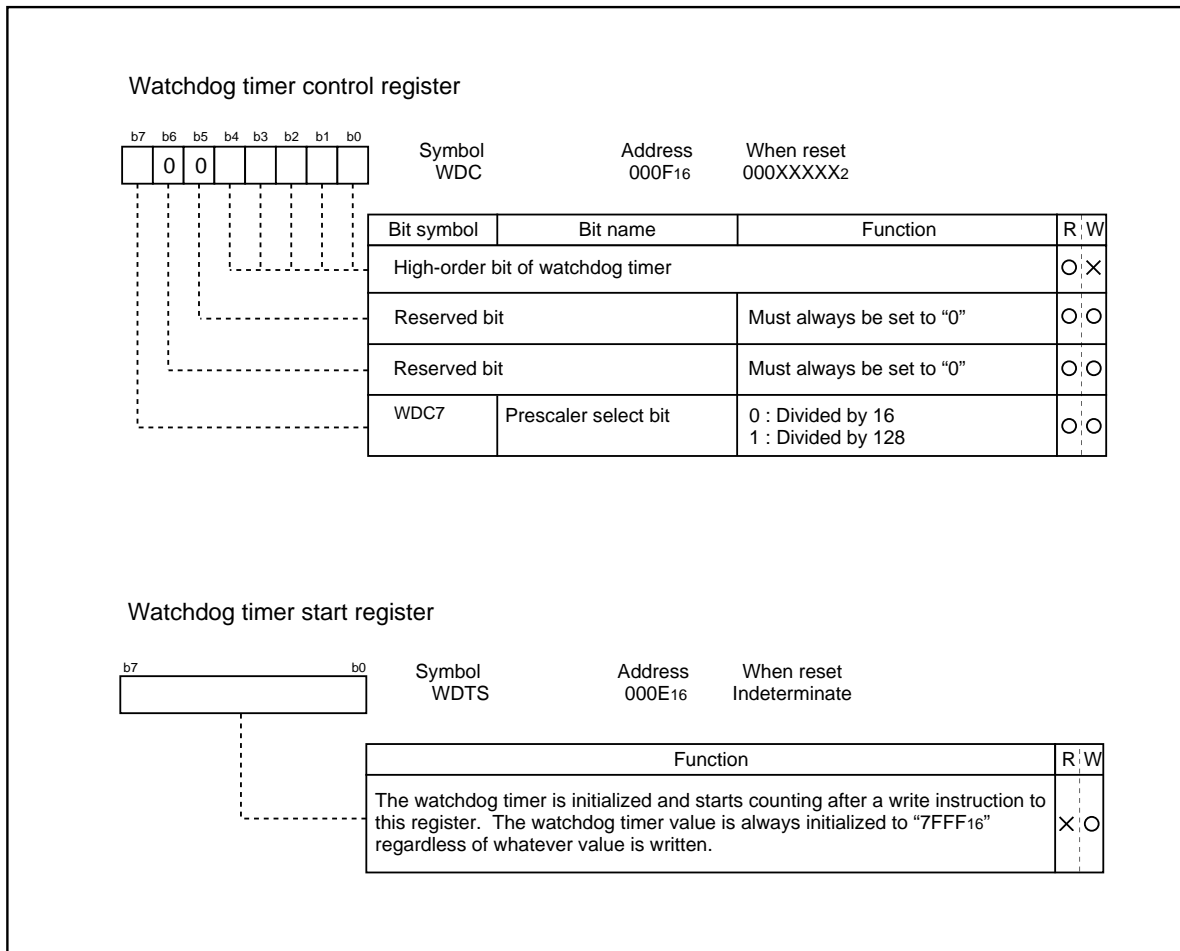 Watchdog timer control register
b7 b6 b5 b4 b3 b2 b1 b0
0 0
Symbol Address When reset
WDC 000F16 000XXXXX2
Bit symbol Bit name Function R W
High-order bit of watchdog timer
Reserved bit Must always be set to “0”
Reserved bit Must always be set to “0”
WDC7 Prescaler select bit 0 : Divided by 16
1 : Divided by 128
Watchdog timer start register
b7 b0
Symbol Address When reset
WDTS 000E16 Indeterminate
Function R W
The watchdog timer is initialized and starts counting after a write instruction to
this register. The watchdog timer value is always initialized to “7FFF16”
regardless of whatever value is written.